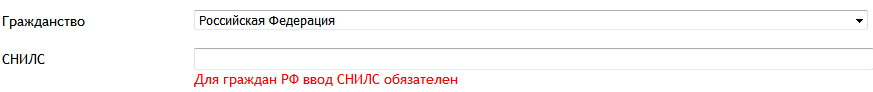 Гражданство Российская Федерация
СНИЛС
Для граждан РФ ввод СНИЛС обязателен